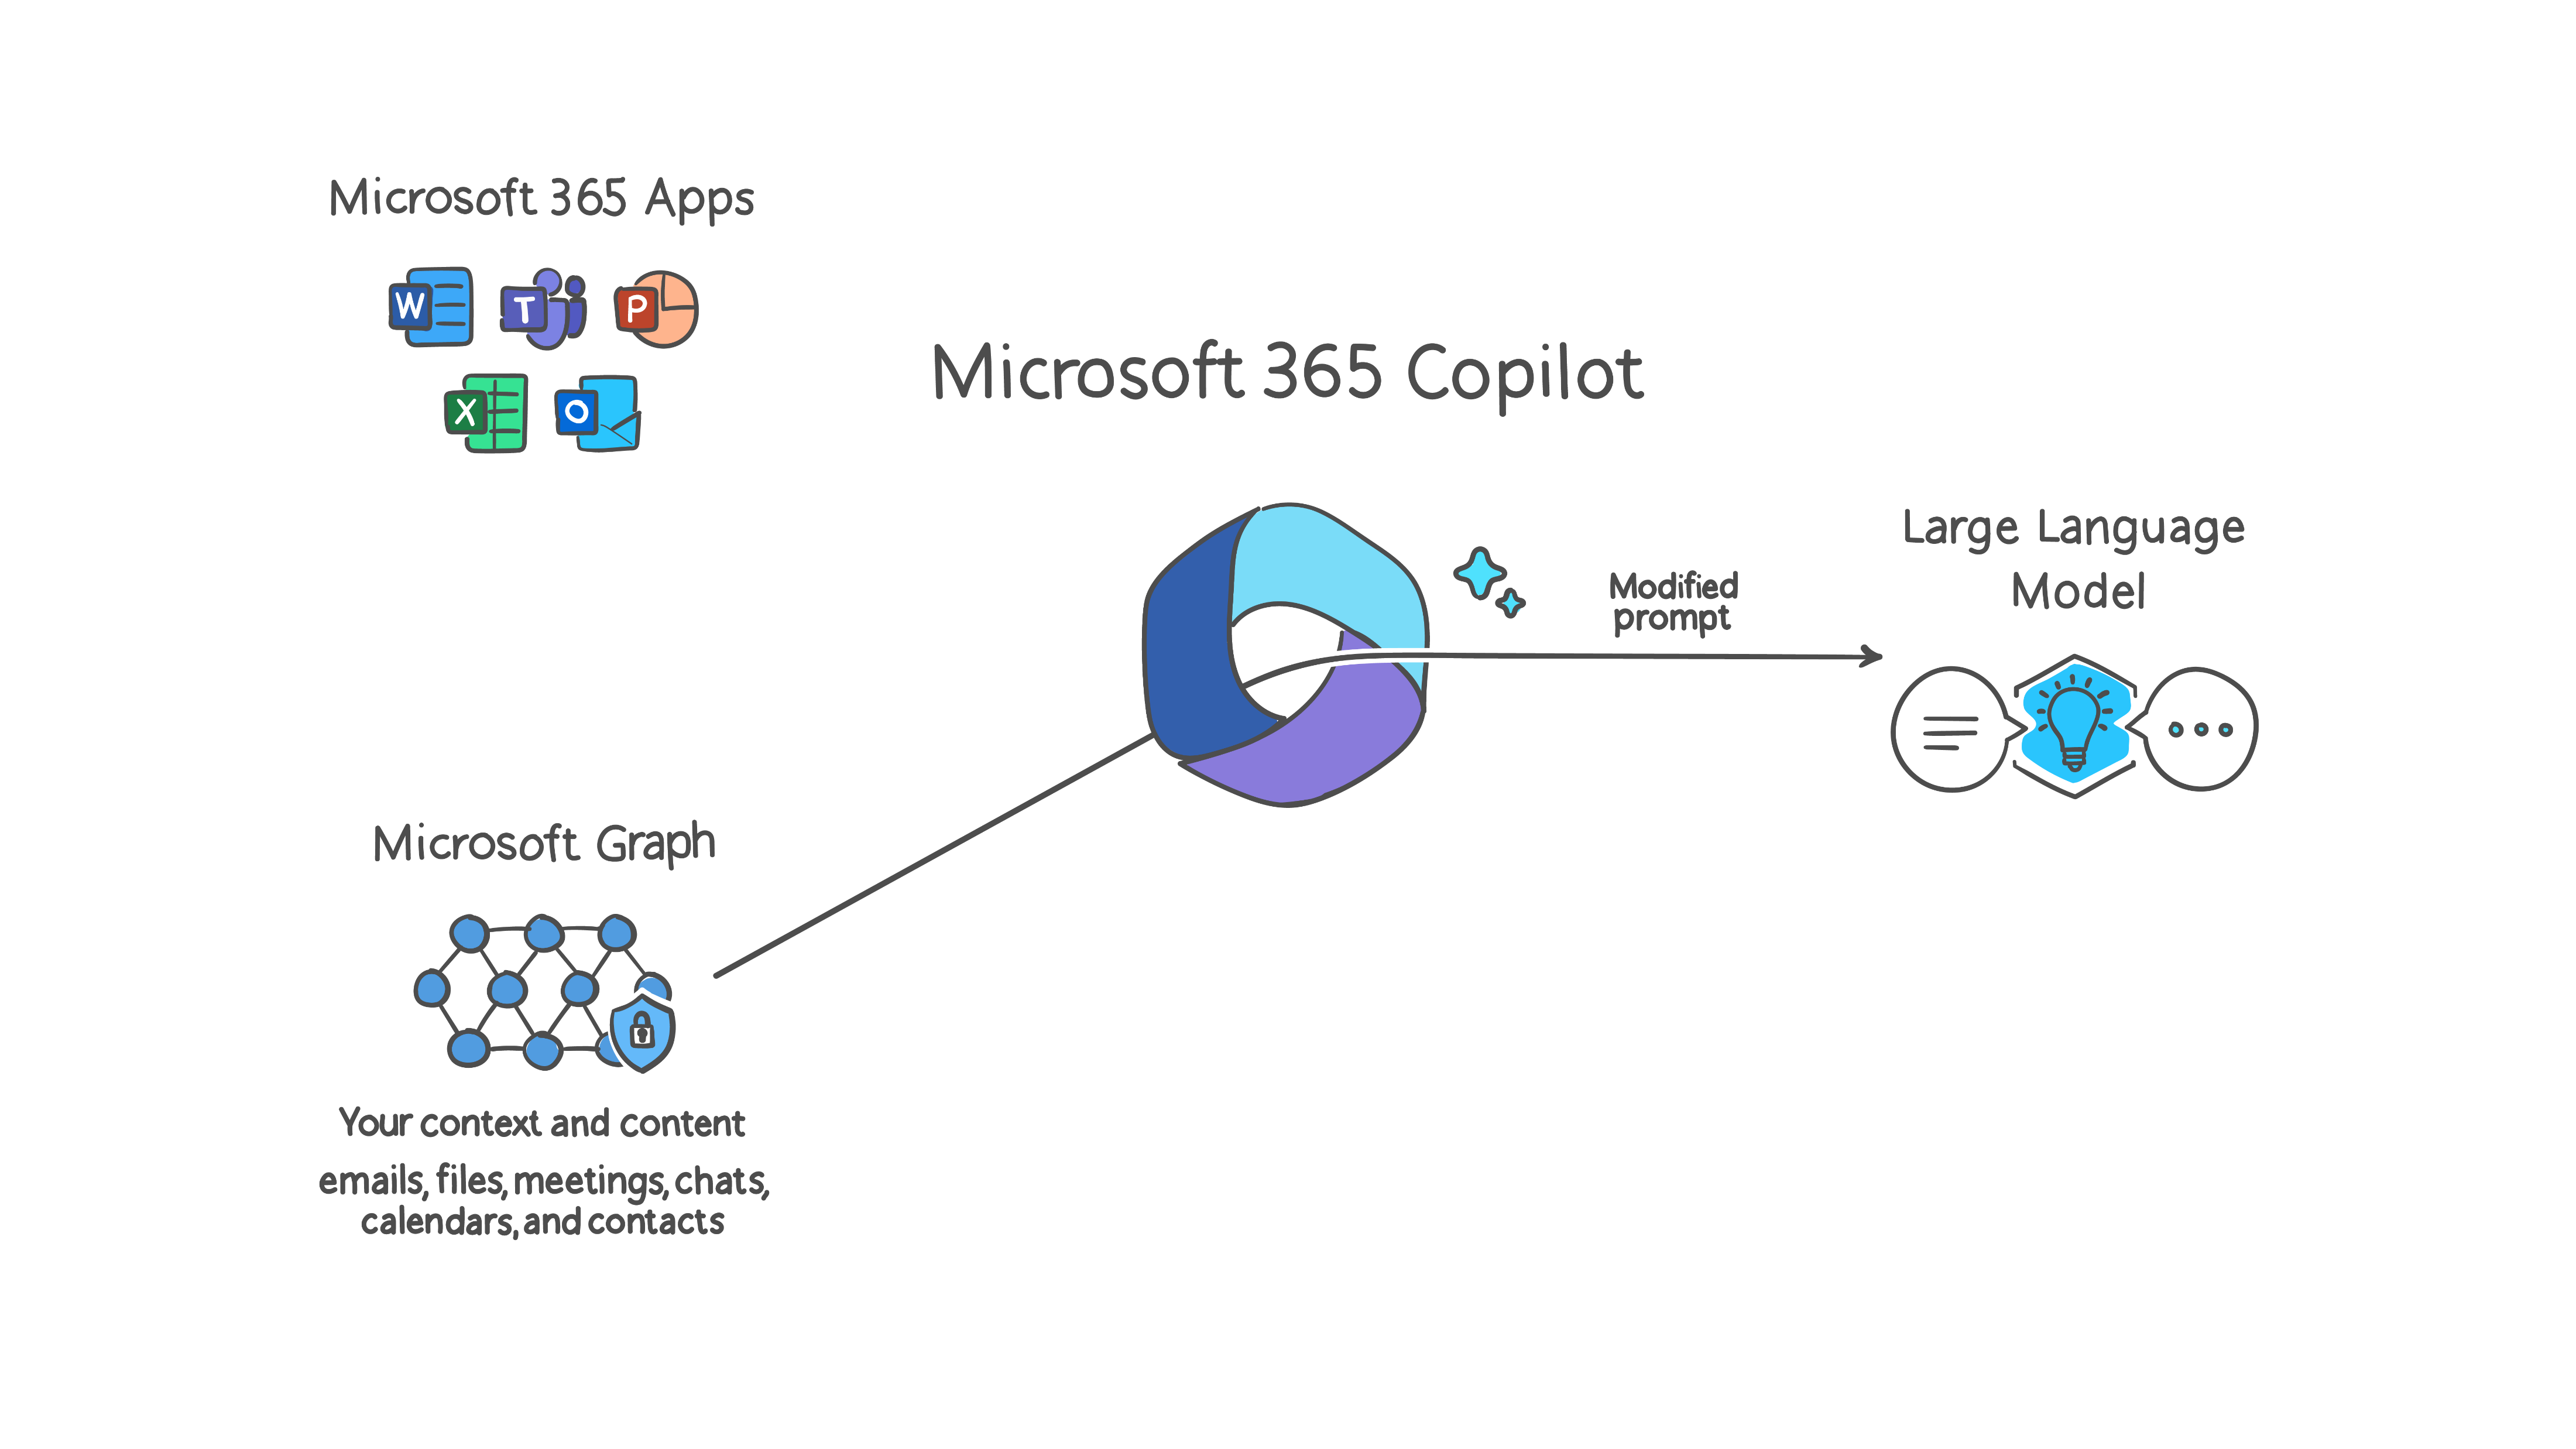 Microsoft 365 Apps
W
T
P
X
O
Microsoft 365 Copilot
Modified
prompt
Large Language
Model
Microsoft Graph
Your context and content
emails, files, meetings, chats,
calendars, and contacts